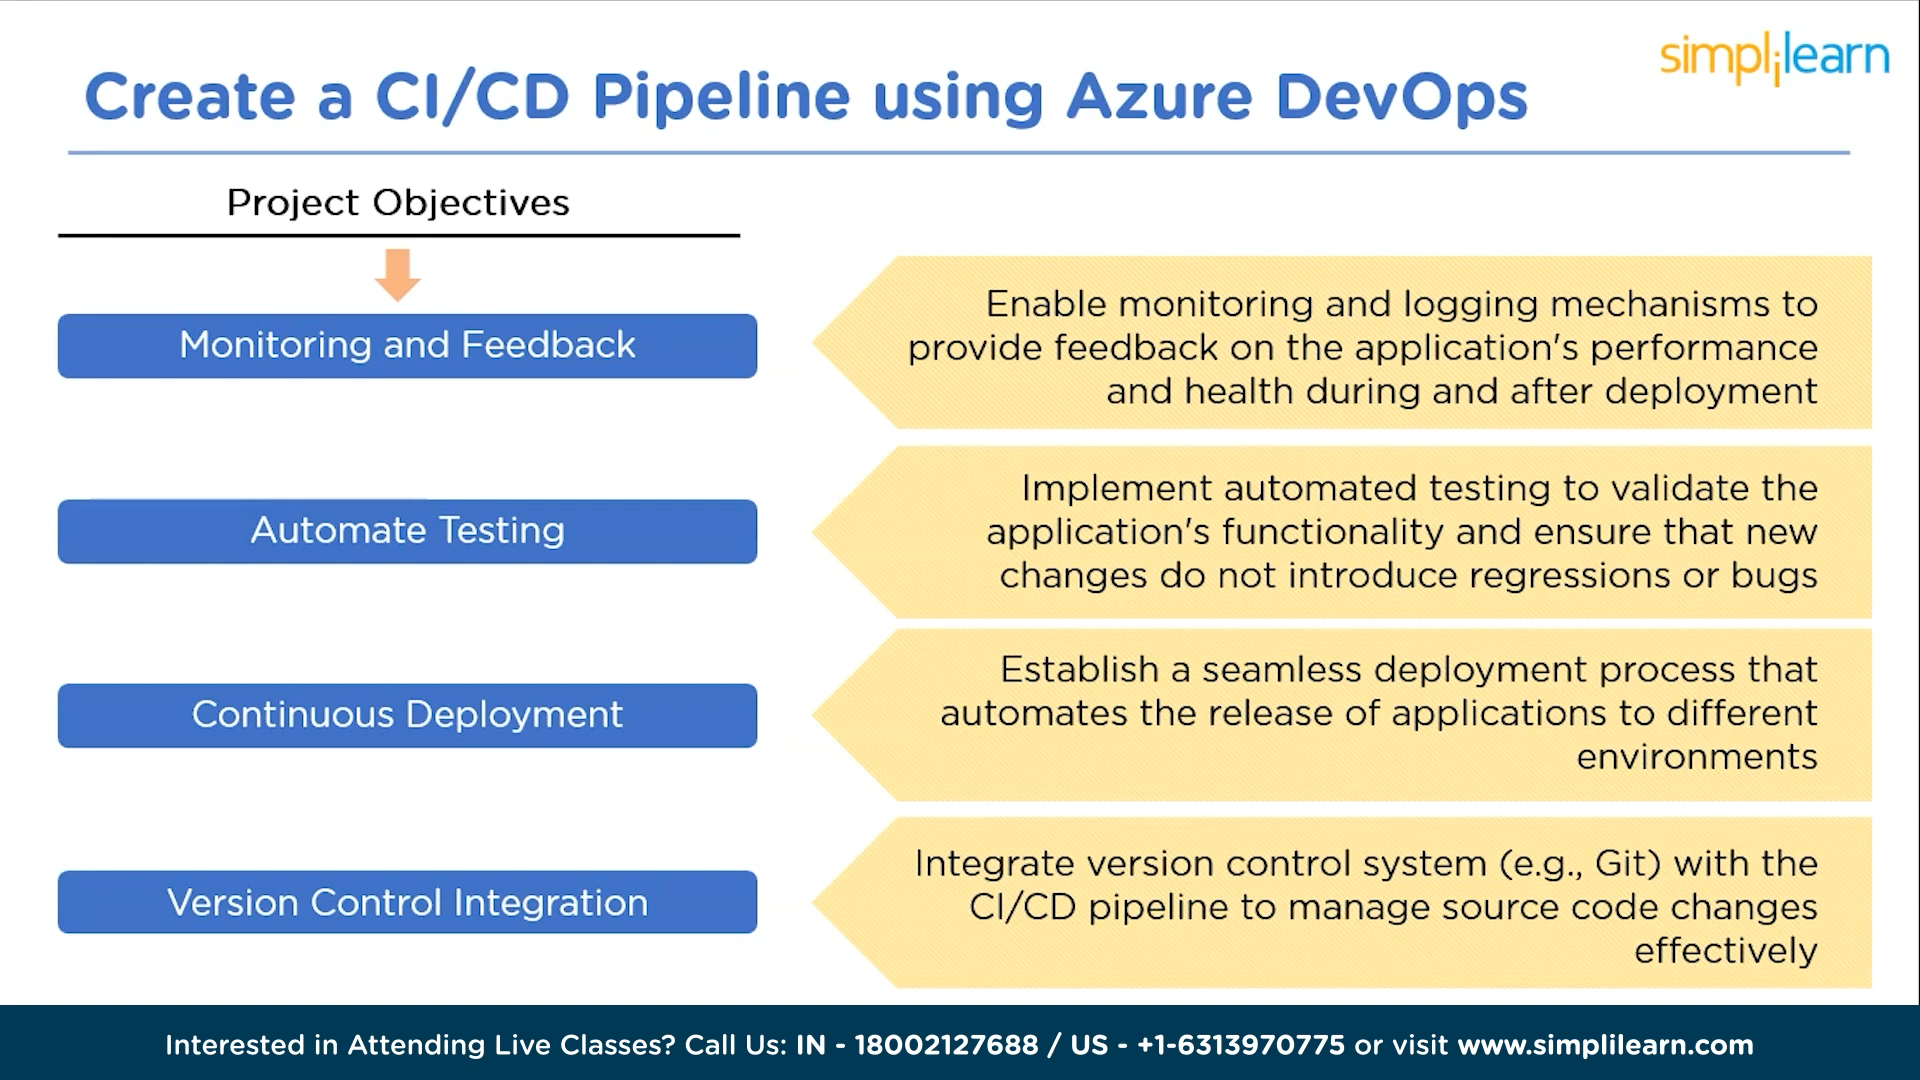 simplilearn
Create a CI/CD Pipeline using Azure DevOps
Project Objectives
Monitoring and Feedback
Enable monitoring and logging mechanisms to
provide feedback on the application's performance
and health during and after deployment
Automate Testing
Implement automated testing to validate the
application's functionality and ensure that new
changes do not introduce regressions or bugs
Continuous Deployment
Establish a seamless deployment process that
automates the release of applications to different
environments
Version Control Integration
Integrate version control system (e.g., Git) with the
CI/CD pipeline to manage source code changes
effectively
Interested in Attending Live Classes? Call Us: IN - 18002127688 / US - +1-6313970775 or visit www.simplilearn.com